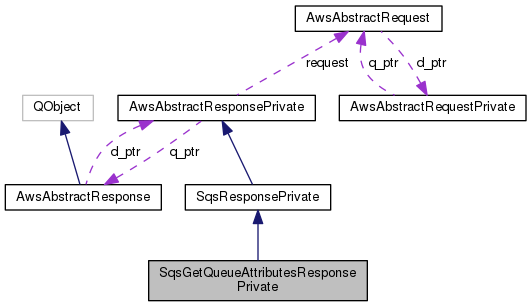 AwsAbstractRequest
request
q_ptr
d_ptr
QObject
AwsAbstractResponsePrivate
AwsAbstractRequestPrivate
d_ptr
q_ptr
AwsAbstractResponse
SqsResponsePrivate
SqsGetQueueAttributesResponse
Private